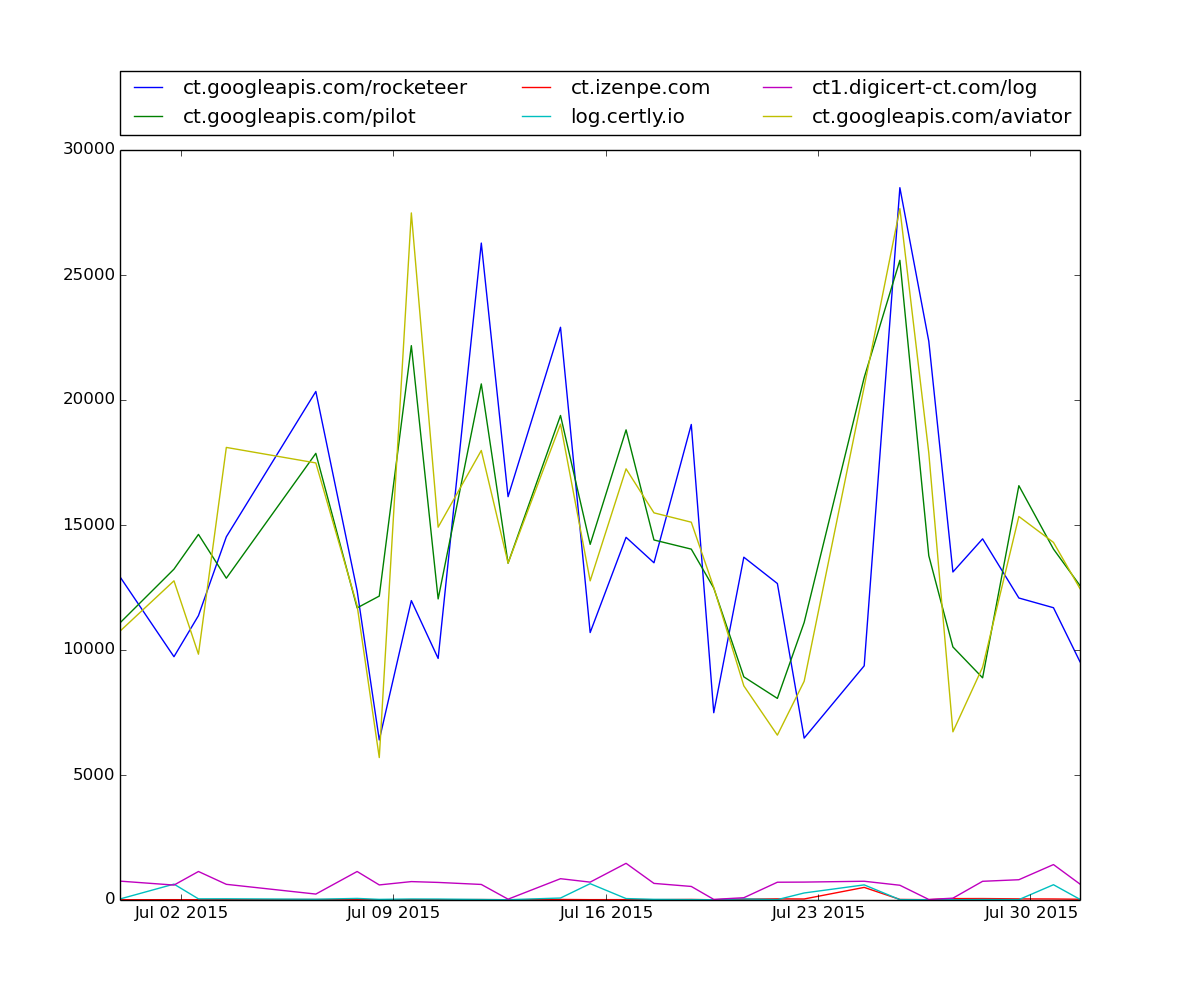 ct.googleapis.com/rocketeer ct.izenpe.com ct1.digicert-ct.com/log
ct.googleapis.com/pilot log.certly.io ct.googleapis.com/aviator
30000
25000
20000
15000
10000
5000
0
Jul 02 2015 Jul 09 2015 Jul 16 2015 Jul 23 2015 Jul 30 2015